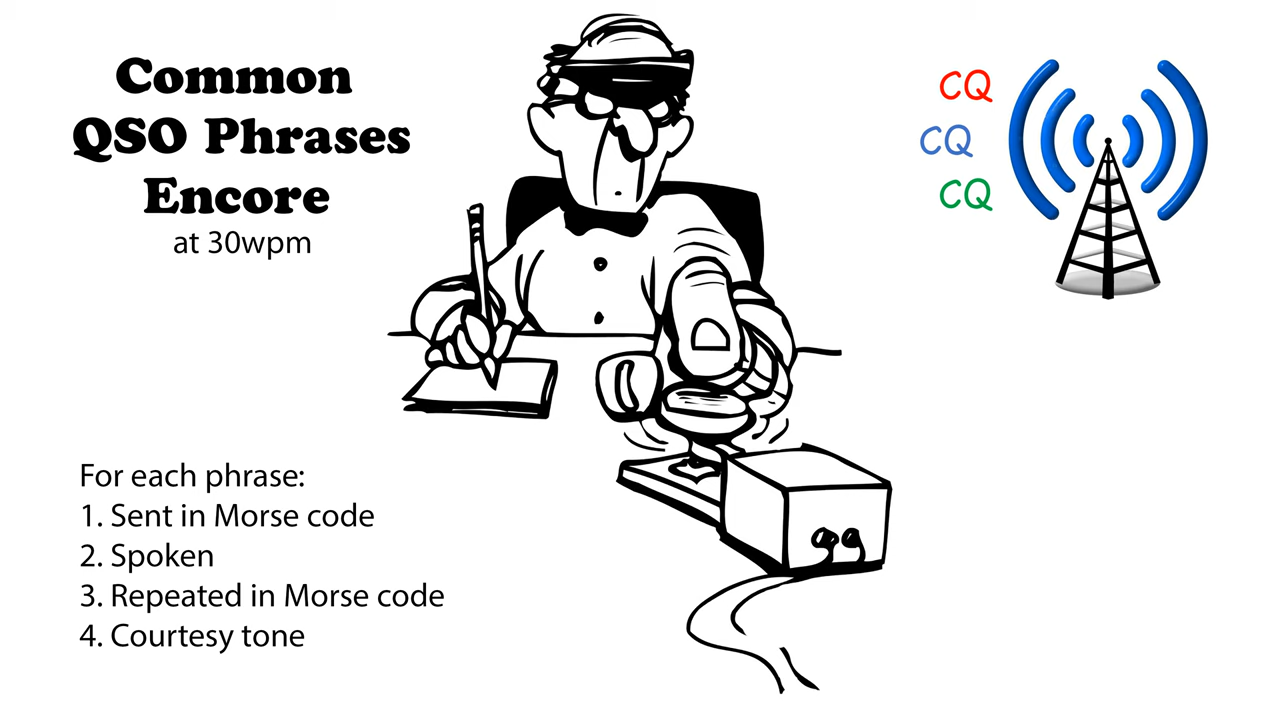 Common
QSO Phrases
Encore
at 30wpm
CQ
CQ
CQ
For each phrase:
1. Sent in Morse code
2. Spoken
3. Repeated in Morse code
4. Courtesy tone